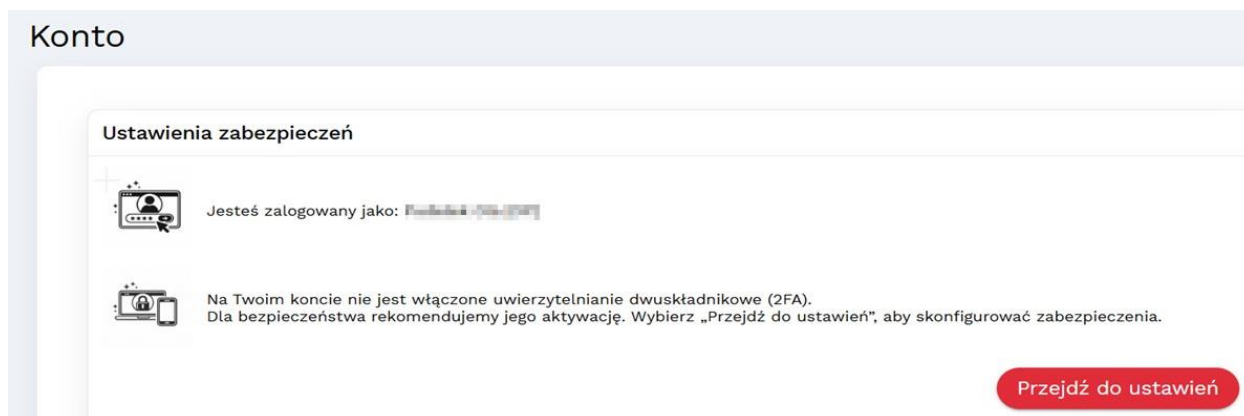 Konto
Ustawienia zabezpieczeń
Jesteś zalogowany jako:
Na Twoim koncie nie jest włączone uwierzytelnianie dwuskładnikowe (2FA).
Dla bezpieczeństwa rekomendujemy jego aktywację. Wybierz „Przejdź do ustawień”, aby skonfigurować zabezpieczenia.
Przejdź do ustawień